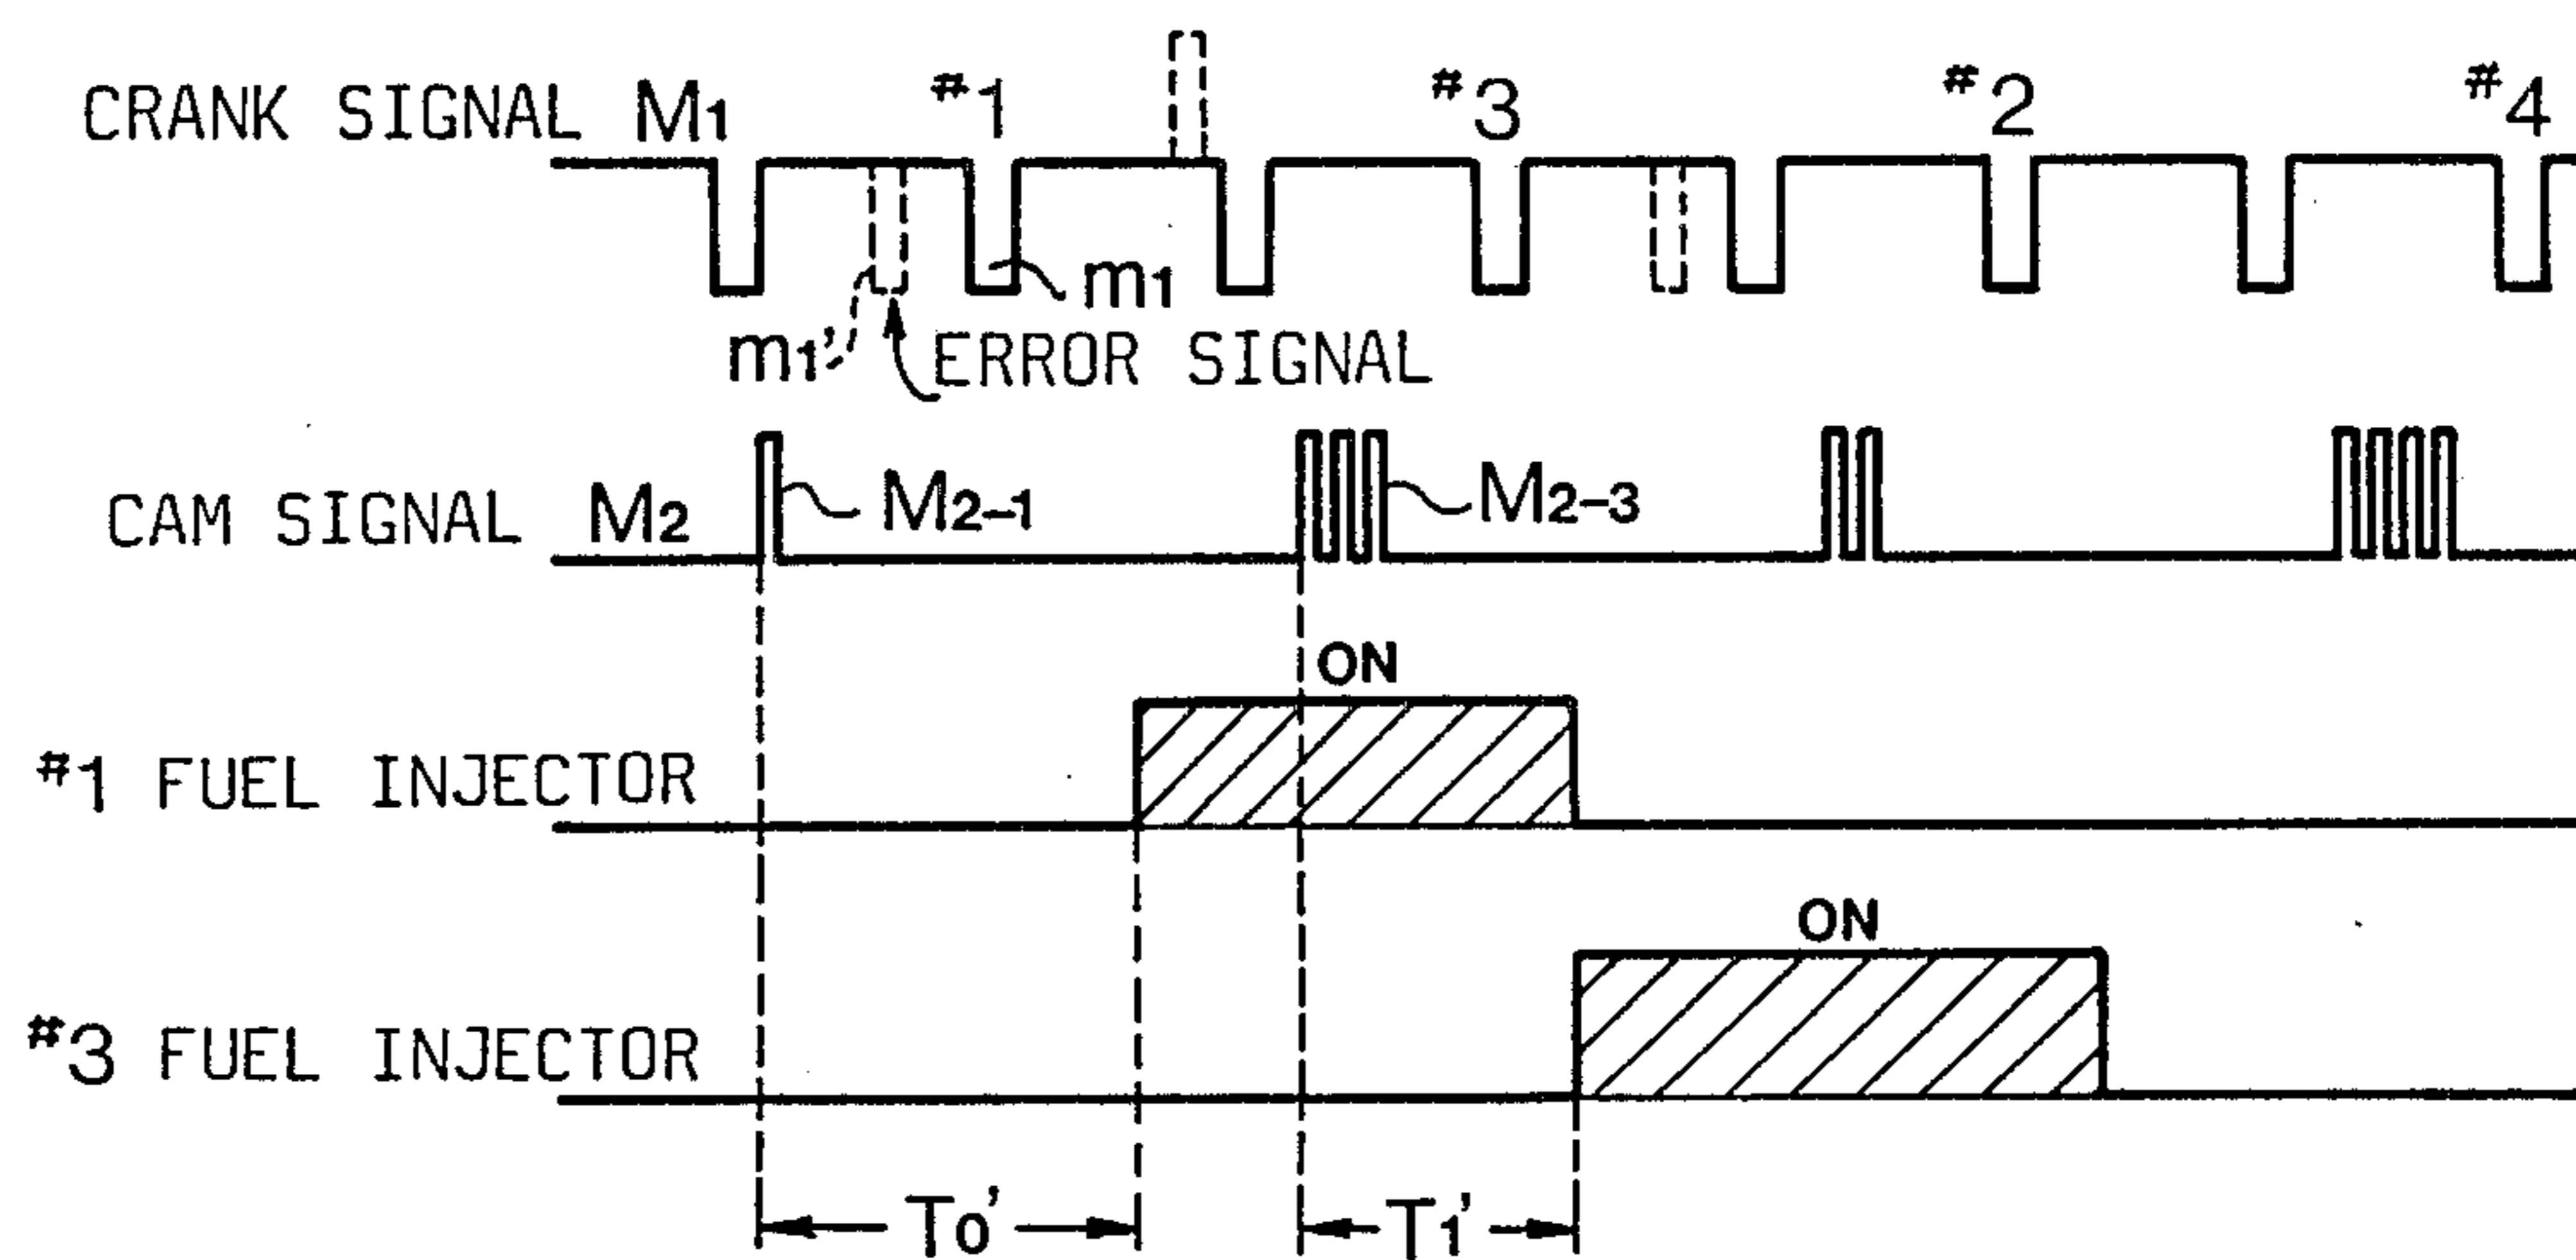 CRANK SIGNAL M1 #1 #3 #2 #4
m1
m1'
ERROR SIGNAL
CAM SIGNAL M2 M2-1 M2-3
ON
#1 FUEL INJECTOR
ON
#3 FUEL INJECTOR
T0' T1'